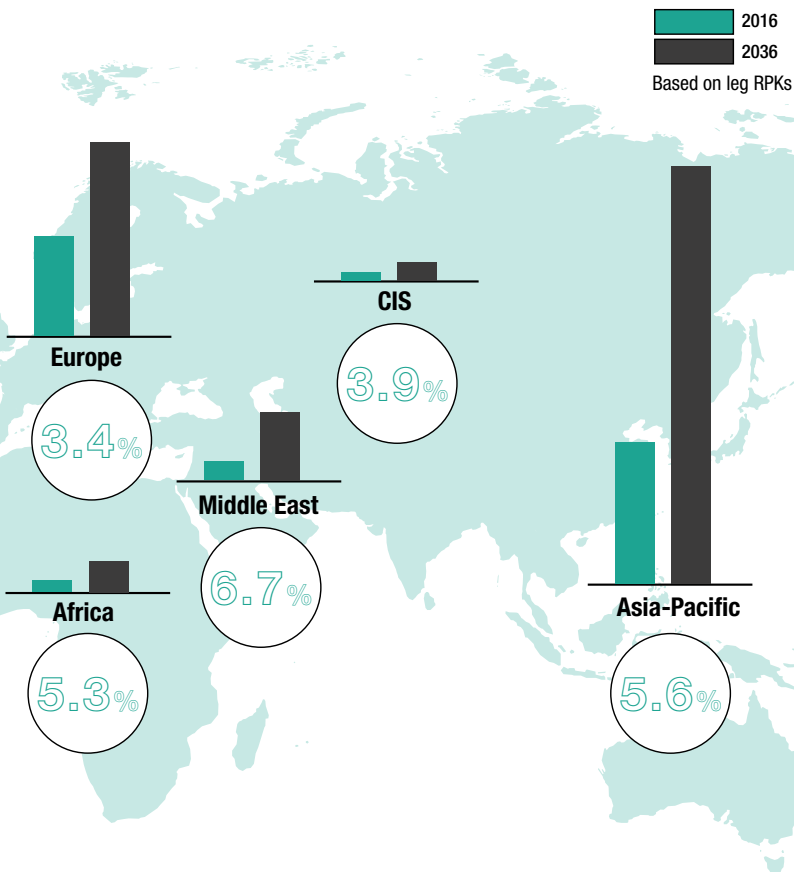 2016
2036
Based on leg RPKs
CIS
3.9%
Europe
3.4%
Middle East
6.7%
Africa
5.3%
Asia-Pacific
5.6%